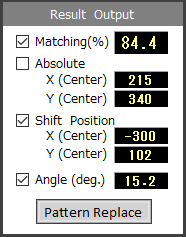 Result Output
Matching(%) 84.4
Absolute
X (Center) 215
Y (Center) 340
Shift Position
X (Center) -300
Y (Center) 102
Angle (deg.) 15.2
Pattern Replace